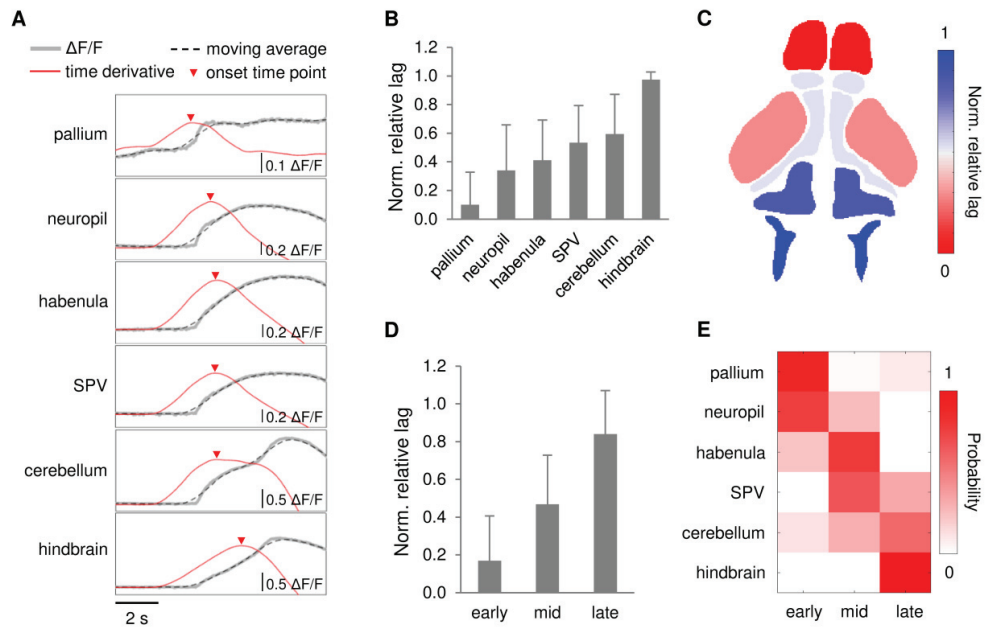 A
ΔF/F
moving average
time derivative
onset time point
pallium
0.1 ΔF/F
neuropil
0.2 ΔF/F
habenula
0.2 ΔF/F
SPV
0.2 ΔF/F
cerebellum
0.5 ΔF/F
hindbrain
0.5 ΔF/F
2 s
B
Norm. relative lag
1.2
1.0
0.8
0.6
0.4
0.2
0.0
pallium
neuropil
habenula
SPV
cerebellum
hindbrain
C
1
Norm. relative lag
0
D
Norm. relative lag
1.2
1.0
0.8
0.6
0.4
0.2
0.0
early
mid
late
E
pallium
neuropil
habenula
SPV
cerebellum
hindbrain
early
mid
late
1
Probability
0